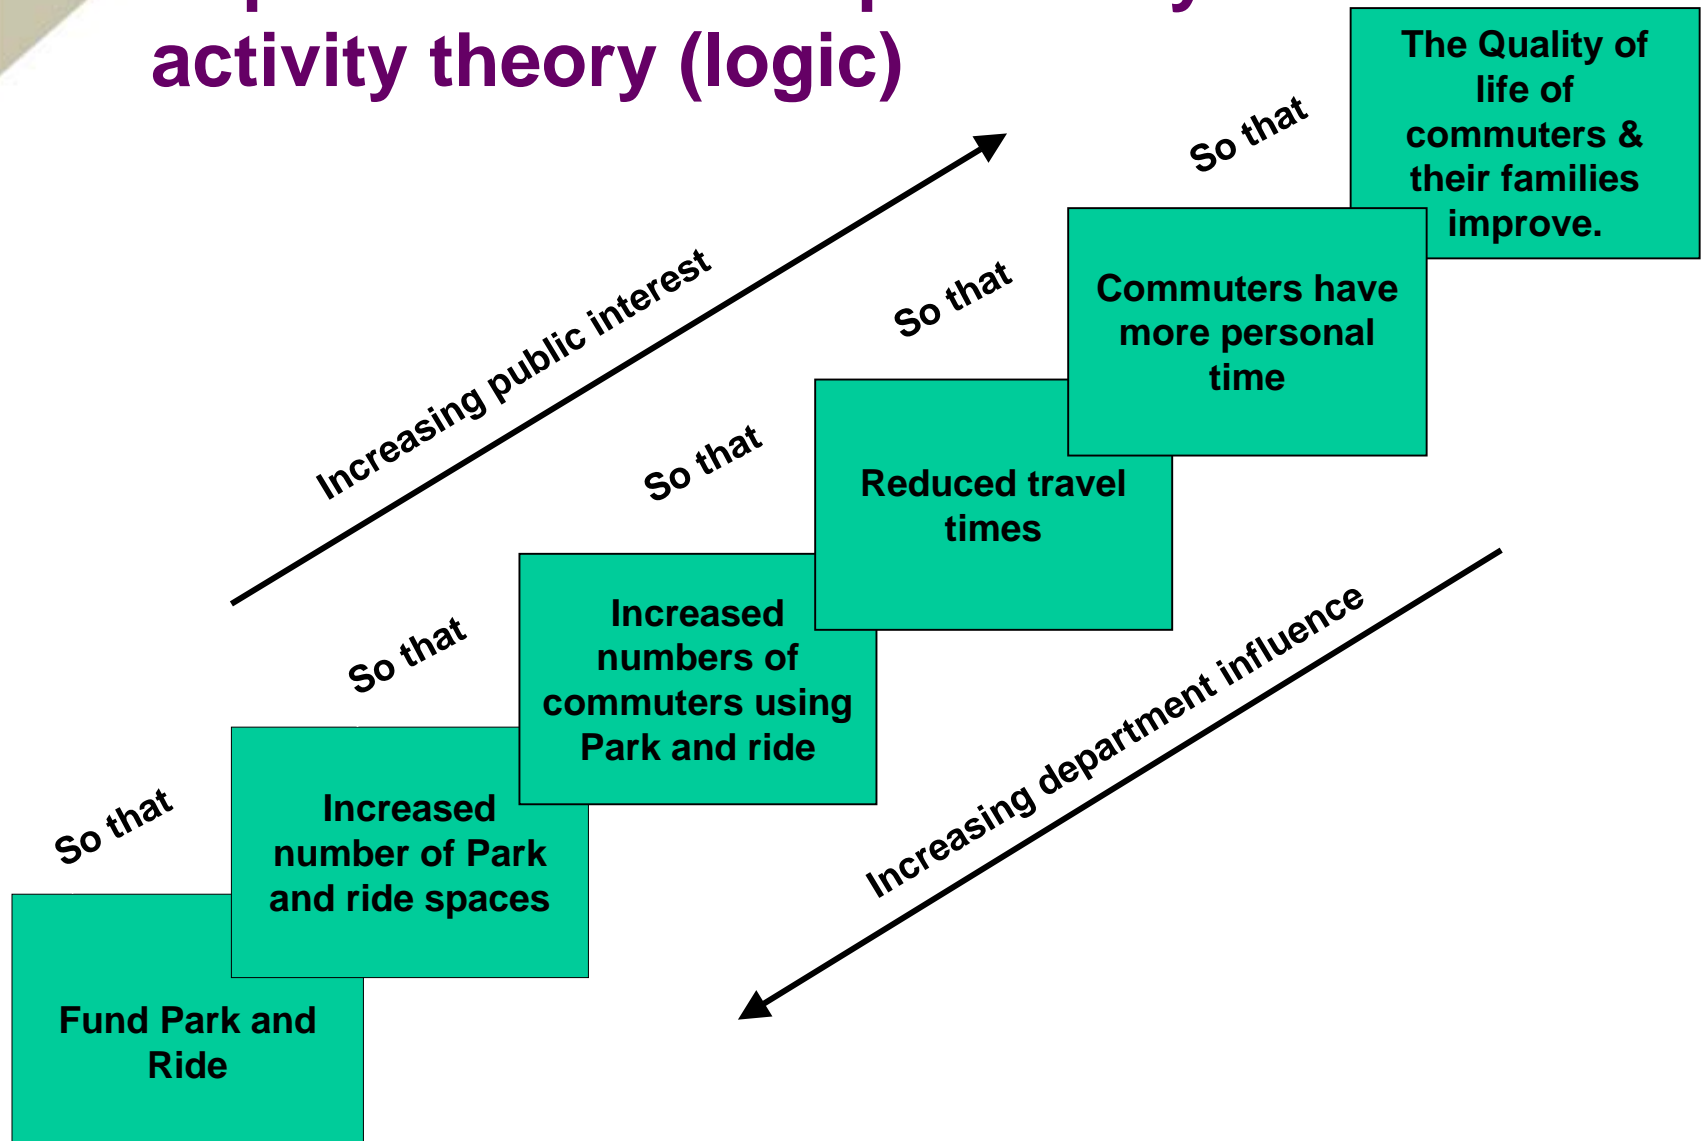 activity theory (logic)
The Quality of
life of
commuters &
their families
improve.
So that
Commuters have
more personal
time
So that
Increasing public interest
Reduced travel
times
So that
Increased
numbers of
commuters using
Park and ride
So that
Increasing department influence
Increased
number of Park
and ride spaces
So that
Fund Park and
Ride